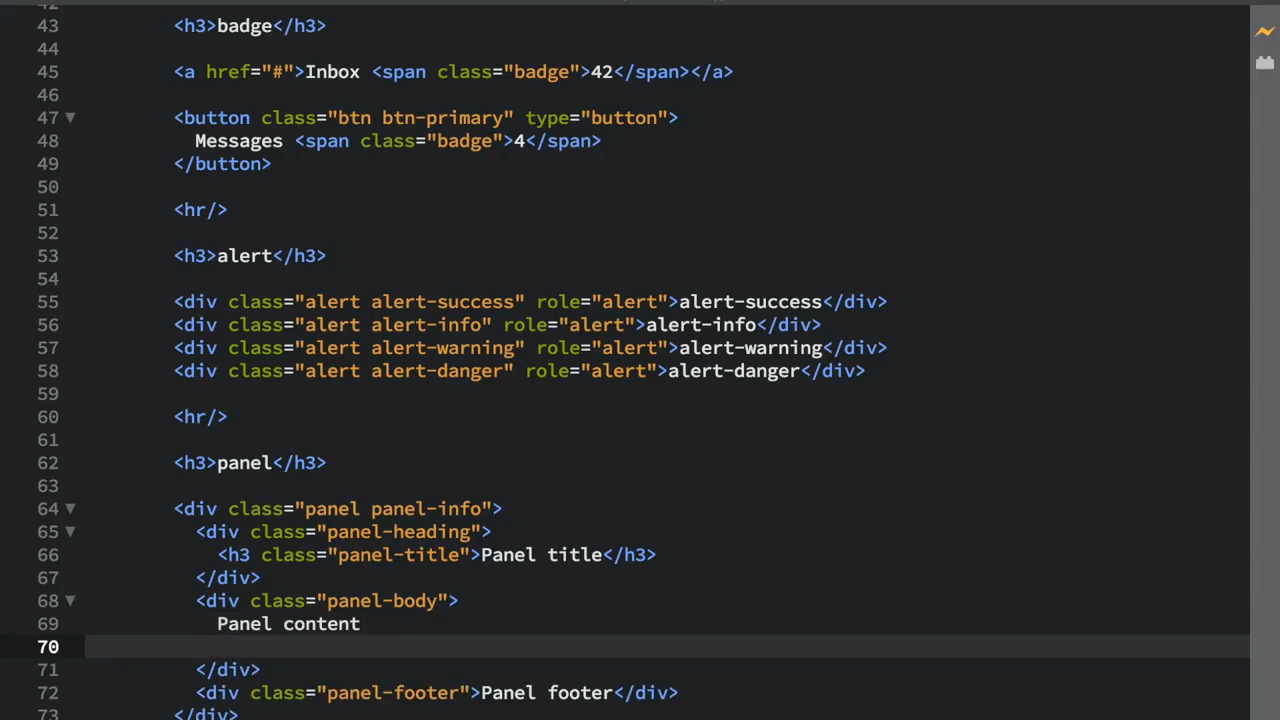 43 <h3>badge</h3>
44
45 <a href="#">Inbox <span class="badge">42</span></a>
46
47 <button class="btn btn-primary" type="button">
48 Messages <span class="badge">4</span>
49 </button>
50
51 <hr/>
52
53 <h3>alert</h3>
54
55 <div class="alert alert-success" role="alert">alert-success</div>
56 <div class="alert alert-info" role="alert">alert-info</div>
57 <div class="alert alert-warning" role="alert">alert-warning</div>
58 <div class="alert alert-danger" role="alert">alert-danger</div>
59
60 <hr/>
61
62 <h3>panel</h3>
63
64 <div class="panel panel-info">
65 <div class="panel-heading">
66 <h3 class="panel-title">Panel title</h3>
67 </div>
68 <div class="panel-body">
69 Panel content
70
71 </div>
72 <div class="panel-footer">Panel footer</div>
73 </div>